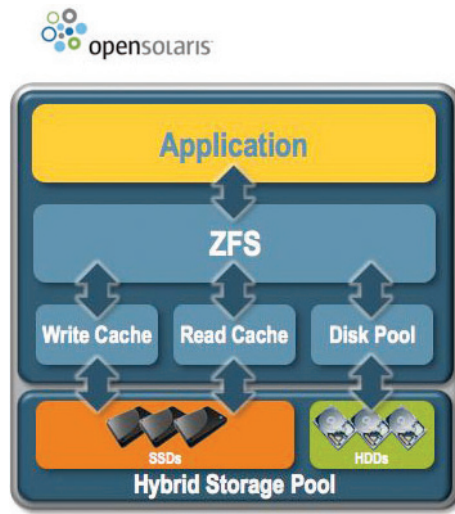 opensolaris
Application
ZFS
Write Cache
Read Cache
Disk Pool
SSDs
HDDs
Hybrid Storage Pool